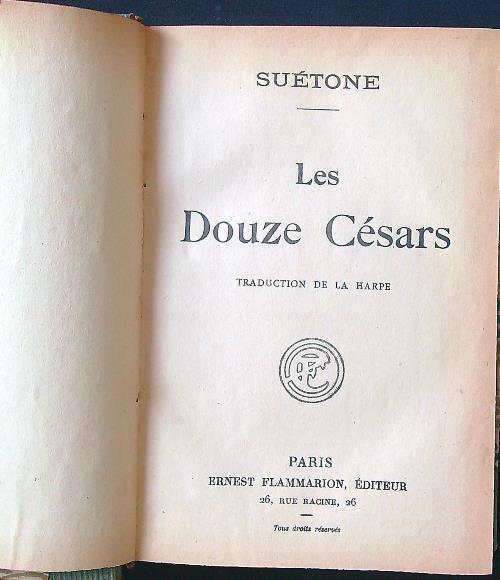 SUÉTONE
Les
Douze Césars
TRADUCTION DE LA HARPE
PARIS
ERNEST FLAMMARION, ÉDITEUR
26, RUE RACINE, 26
Tous droits réservés